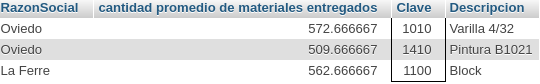 RazonSocial cantidad promedio de materiales entregados Clave Descripcion
Oviedo 572.666667 1010 Varilla 4/32
Oviedo 509.666667 1410 Pintura B1021
La Ferre 562.666667 1100 Block